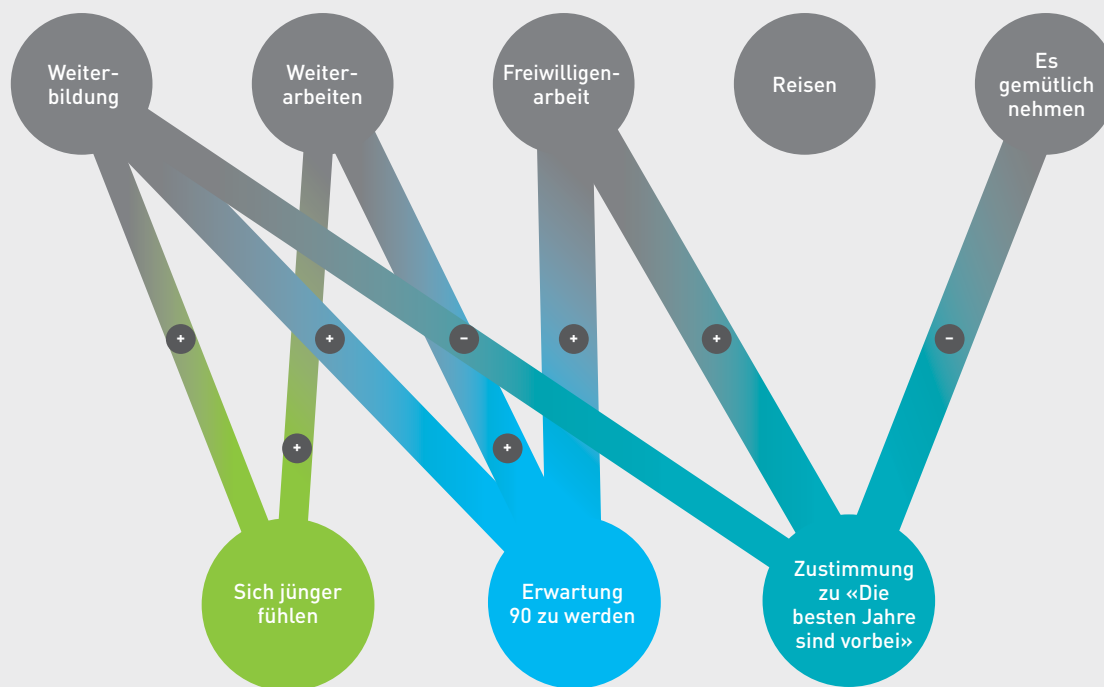 Weiter-
bildung
Weiter-
arbeiten
Freiwilligen-
arbeit
Reisen
Es
gemütlich
nehmen
+
+
−
+
+
−
+
+
Sich jünger
fühlen
Erwartung
90 zu werden
Zustimmung
zu «Die
besten Jahre
sind vorbei»